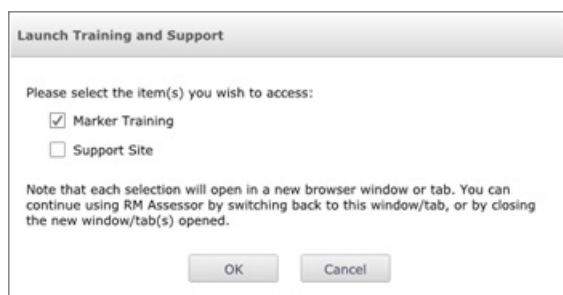 Launch Training and Support
Please select the item(s) you wish to access:
Marker Training
Support Site
Note that each selection will open in a new browser window or tab. You can
continue using RM Assessor by switching back to this window/tab, or by closing
the new window/tab(s) opened.
OK Cancel